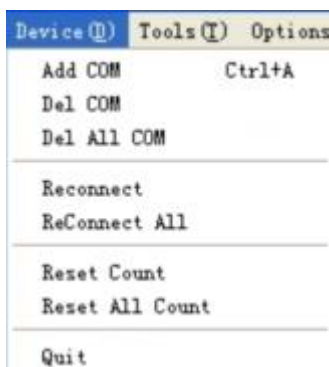 Device(D) Tools(T) Options
Add COM Ctrl+A
Del COM
Del All COM
Reconnect
ReConnect All
Reset Count
Reset All Count
Quit